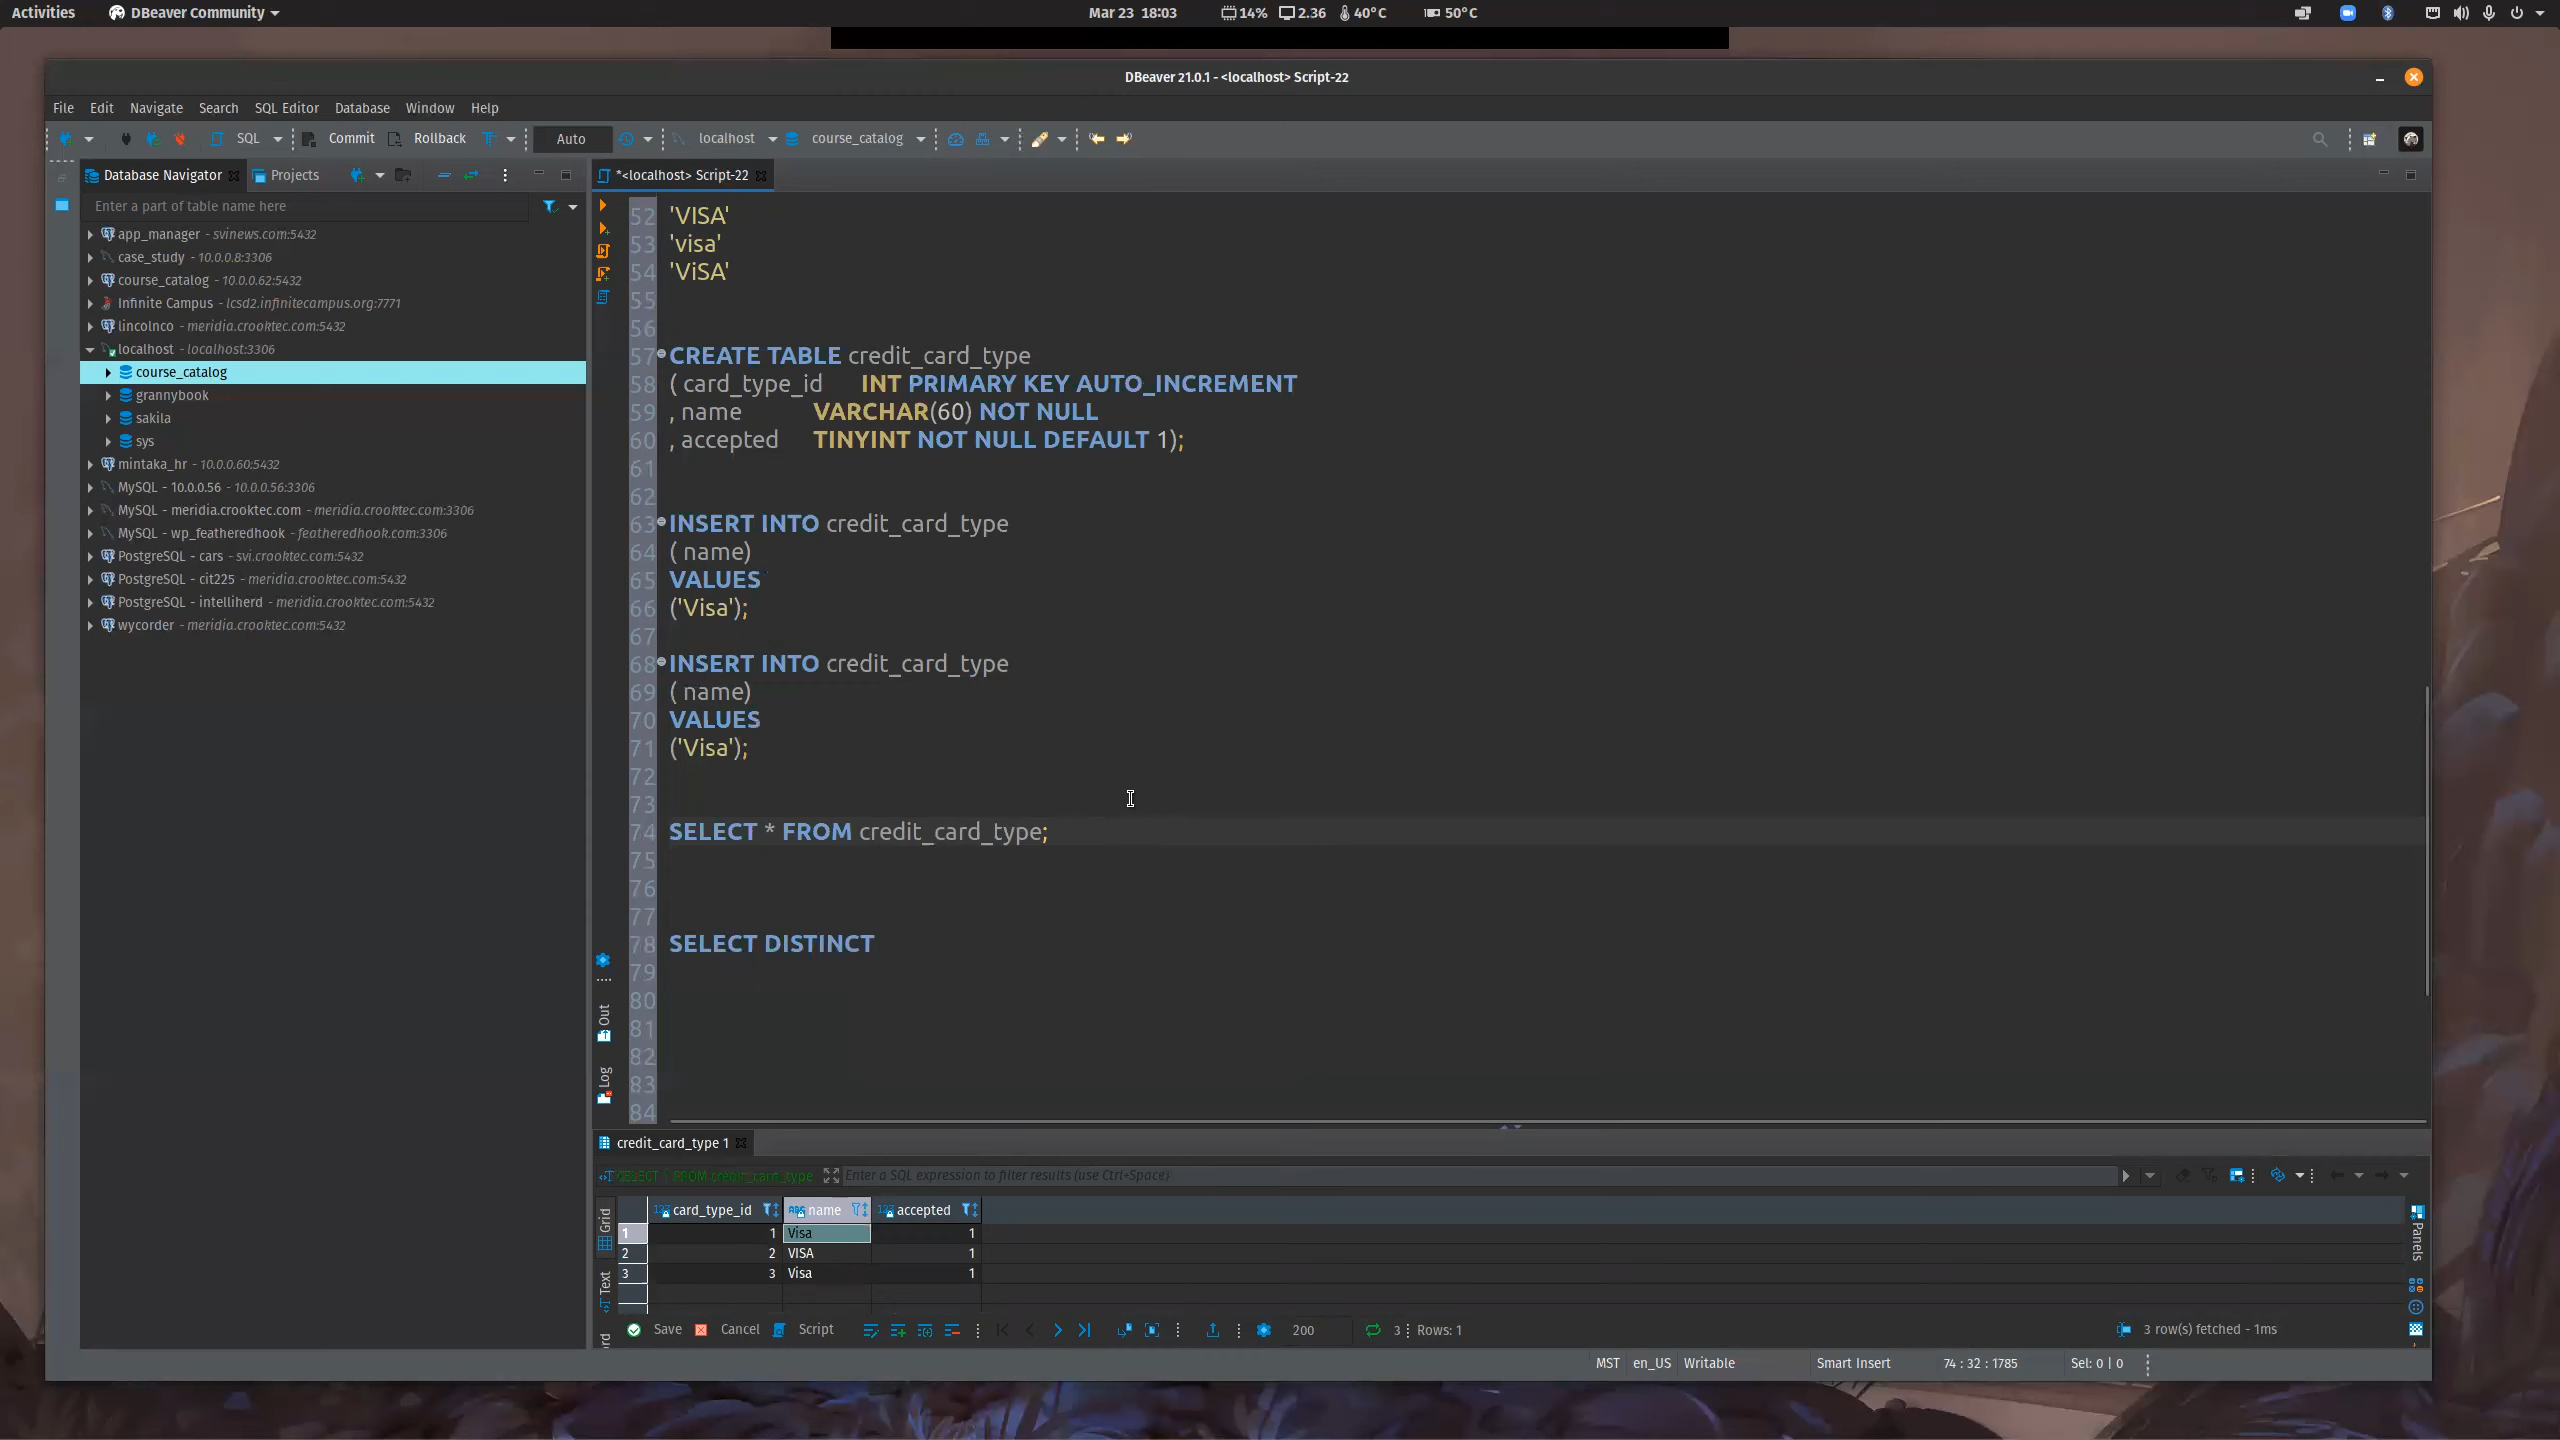 Activities DBeaver Community Mar 23 18:03 14% 2.36 40°C 50°C
DBeaver 21.0.1 - <localhost> Script-22
File Edit Navigate Search SQL Editor Database Window Help
SQL Commit Rollback Auto localhost course_catalog
Database Navigator Projects
Enter a part of table name here
app_manager - svinews.com:5432
case_study - 10.0.0.8:3306
course_catalog - 10.0.0.62:5432
Infinite Campus - lcsd2.infinitecampus.org:7771
lincolnco - meridia.crooktec.com:5432
localhost - localhost:3306
course_catalog
grannybook
sakila
sys
mintaka_hr - 10.0.0.60:5432
MySQL - 10.0.0.56 - 10.0.0.56:3306
MySQL - meridia.crooktec.com - meridia.crooktec.com:3306
MySQL - wp_featheredhook - featheredhook.com:3306
PostgreSQL - cars - svi.crooktec.com:5432
PostgreSQL - cit225 - meridia.crooktec.com:5432
PostgreSQL - intelliherd - meridia.crooktec.com:5432
wycorder - meridia.crooktec.com:5432
*<localhost> Script-22
52 'VISA'
53 'visa'
54 'ViSA'
55
56
57 CREATE TABLE credit_card_type
58 ( card_type_id INT PRIMARY KEY AUTO_INCREMENT
59 , name VARCHAR(60) NOT NULL
60 , accepted TINYINT NOT NULL DEFAULT 1);
61
62
63 INSERT INTO credit_card_type
64 ( name)
65 VALUES
66 ('Visa');
67
68 INSERT INTO credit_card_type
69 ( name)
70 VALUES
71 ('Visa');
72
73
74 SELECT * FROM credit_card_type;
75
76
77
78 SELECT DISTINCT
79
80
81
82
83
84
Out
Log
credit_card_type 1
SELECT * FROM credit_card_type Enter a SQL expression to filter results (use Ctrl+Space)
Grid
Text
card_type_id name accepted
1 1 Visa 1
2 2 VISA 1
3 3 Visa 1
Panels
Save Cancel Script 200 3 Rows: 1 3 row(s) fetched - 1ms
MST en_US Writable Smart Insert 74 : 32 : 1785 Sel: 0 | 0